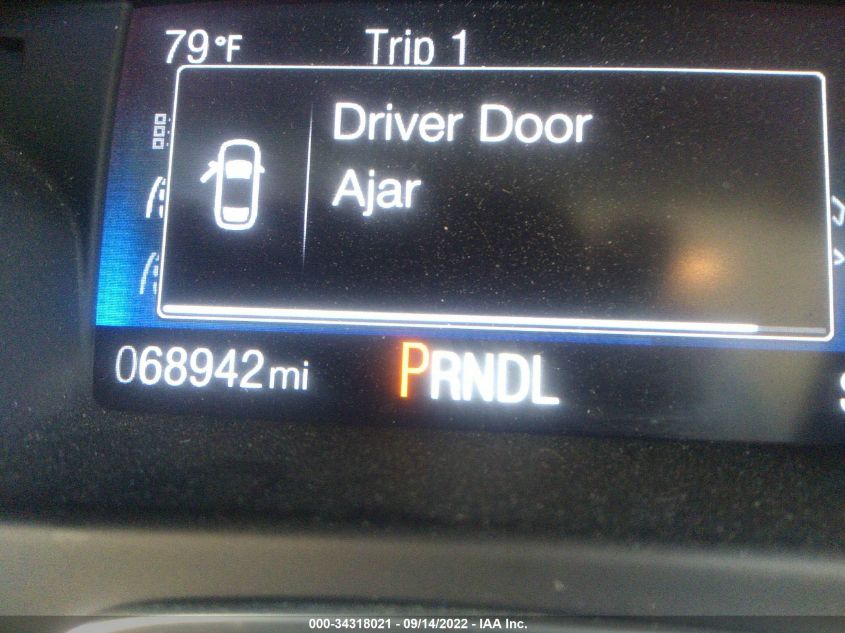 79°F Trip 1
Driver Door
Ajar
068942mi PRNDL
000-34318021 - 09/14/2022 - IAA Inc.